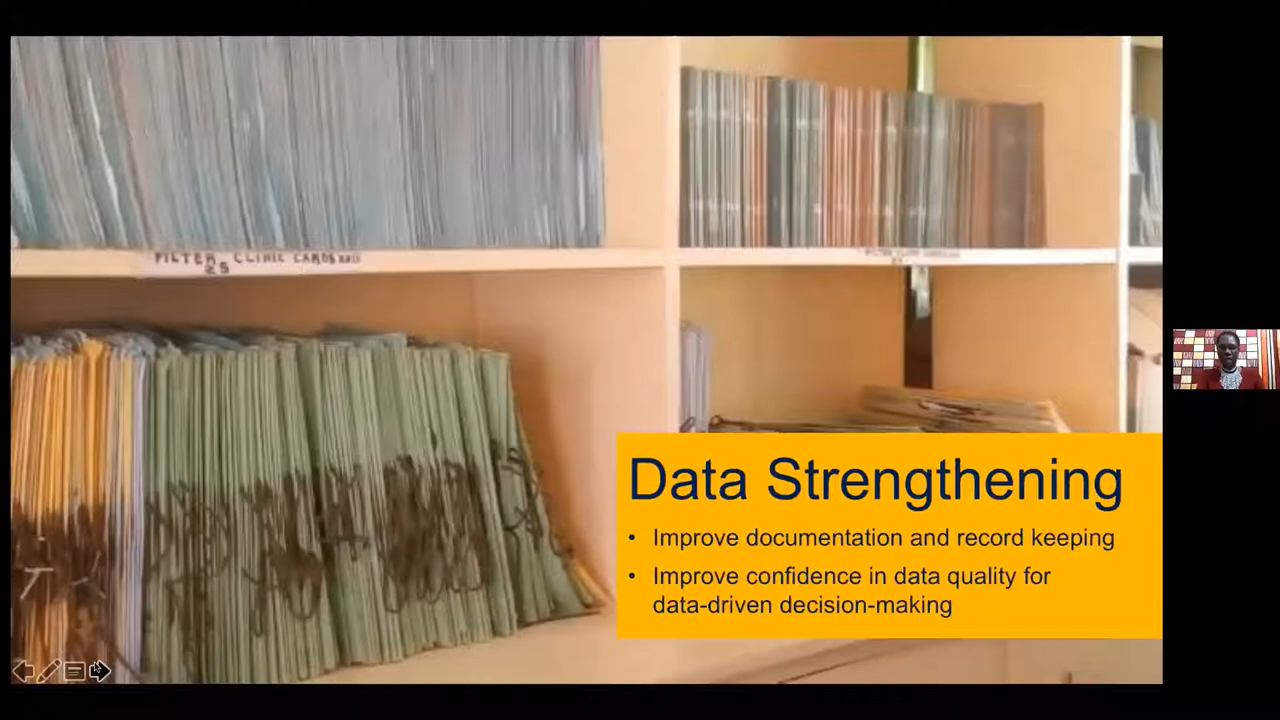 FILTER CLINIC CARDS
25
Data Strengthening
• Improve documentation and record keeping
• Improve confidence in data quality for
data-driven decision-making